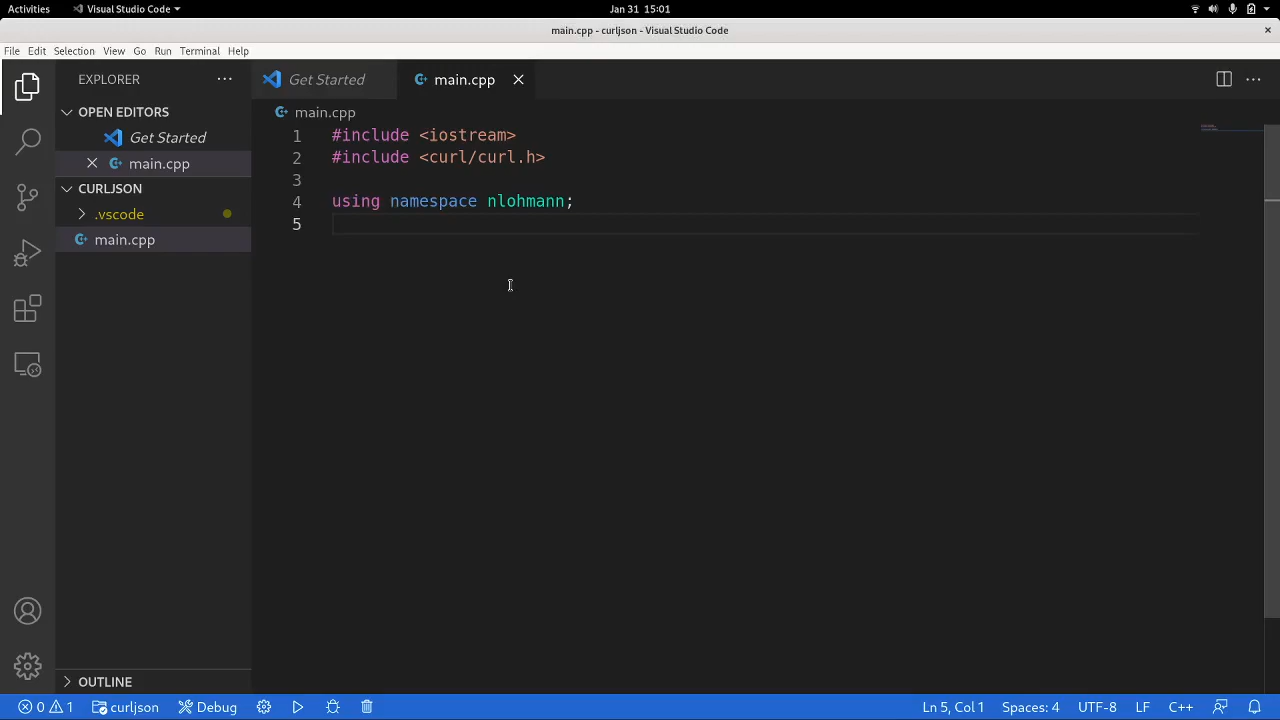 Activities Visual Studio Code Jan 31 15:01
main.cpp - curljson - Visual Studio Code
File Edit Selection View Go Run Terminal Help
EXPLORER Get Started main.cpp
OPEN EDITORS
Get Started
main.cpp
CURLJSON
.vscode
main.cpp
main.cpp
1 #include <iostream>
2 #include <curl/curl.h>
3
4 using namespace nlohmann;
5
OUTLINE
0 1 curljson Debug Ln 5, Col 1 Spaces: 4 UTF-8 LF C++